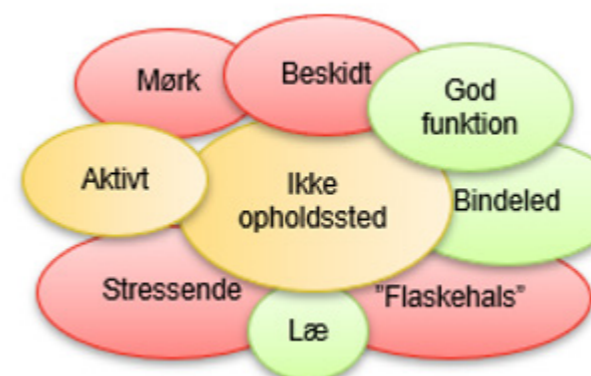 Mørk
Beskidt
God
funktion
Aktivt
Ikke
opholdssted
Bindeled
Stressende
"Flaskehals"
Læ